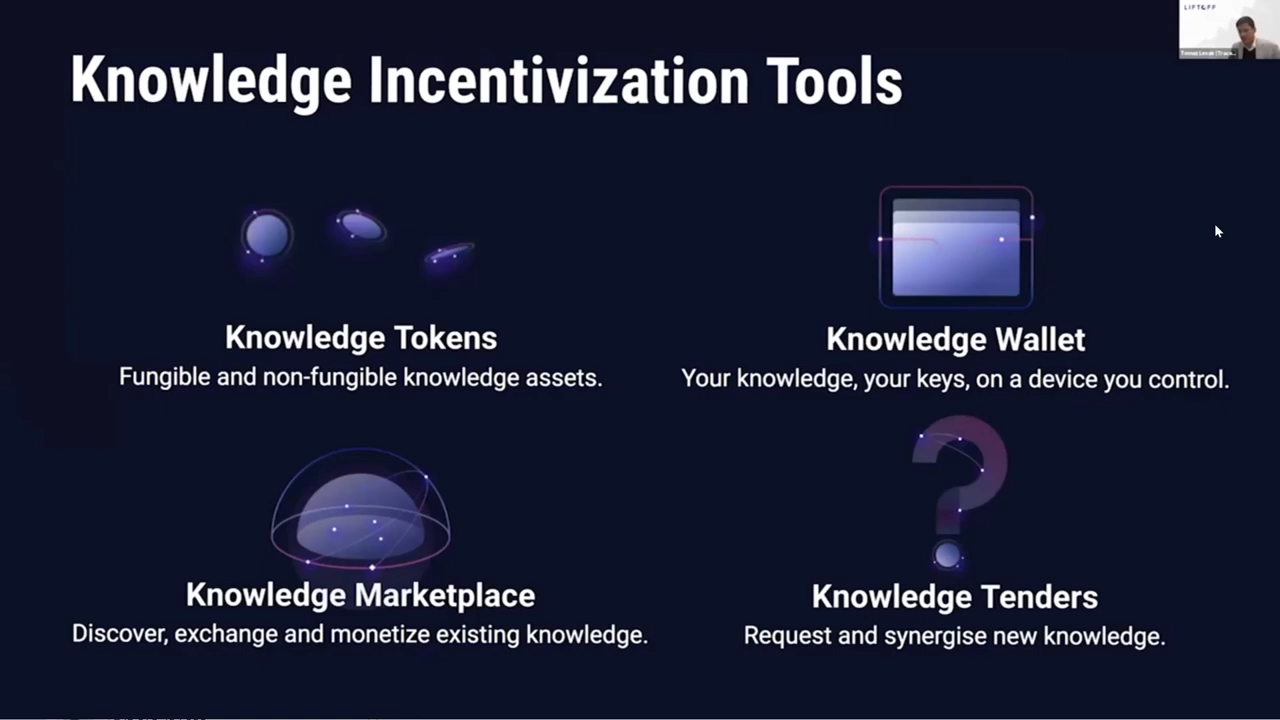 LIFTOFF
Knowledge Incentivization Tools
Knowledge Tokens
Fungible and non-fungible knowledge assets.
Knowledge Wallet
Your knowledge, your keys, on a device you control.
Knowledge Marketplace
Discover, exchange and monetize existing knowledge.
Knowledge Tenders
Request and synergise new knowledge.